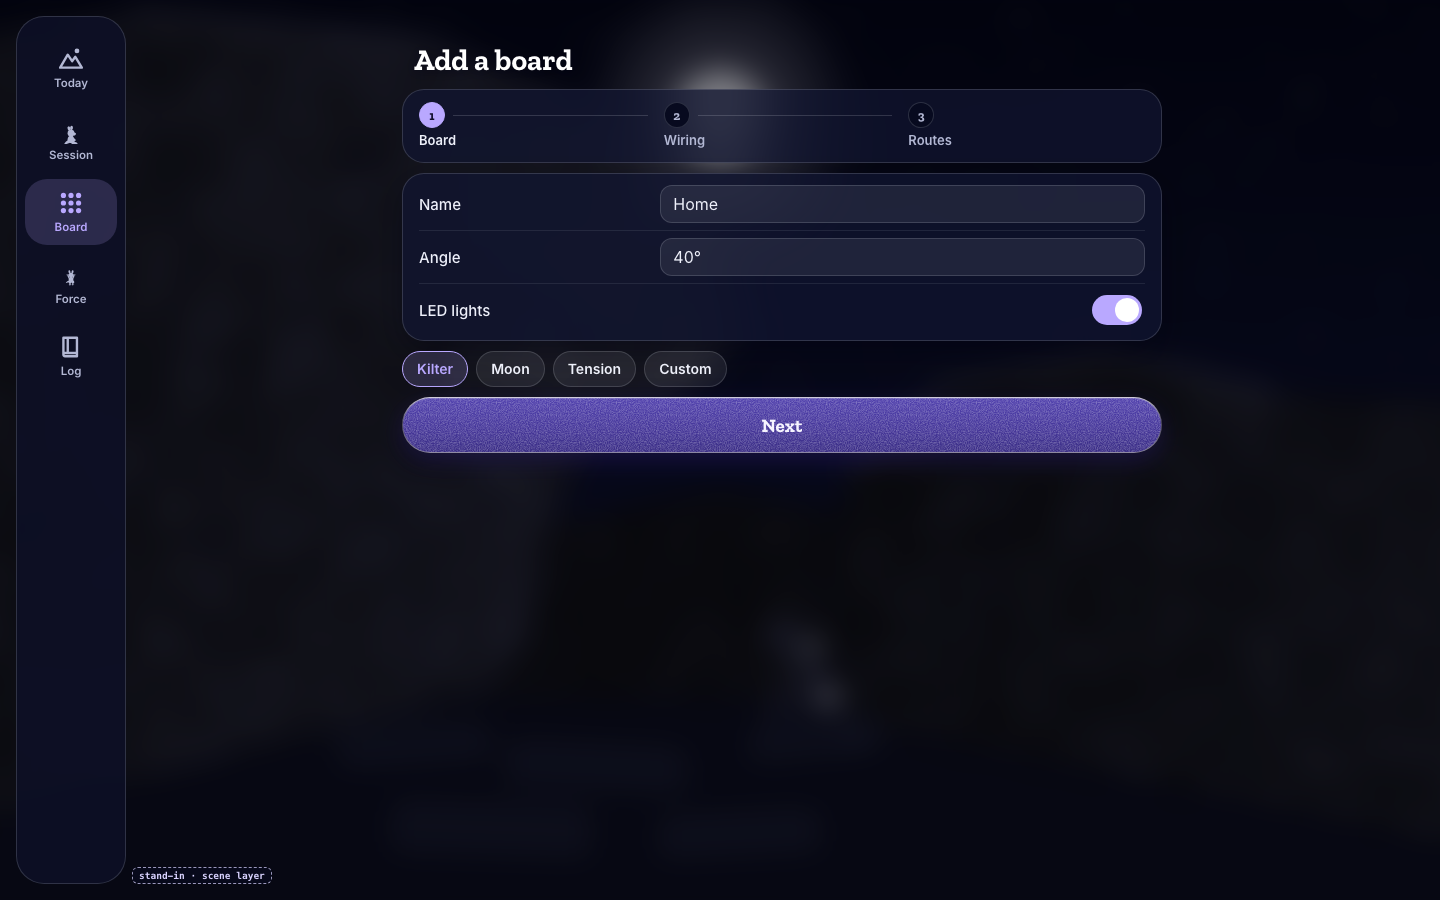 Today
Session
Board
Force
Log
Add a board
1
Board
2
Wiring
3
Routes
Name
Home
Angle
40°
LED lights
Kilter
Moon
Tension
Custom
Next
stand-in · scene layer